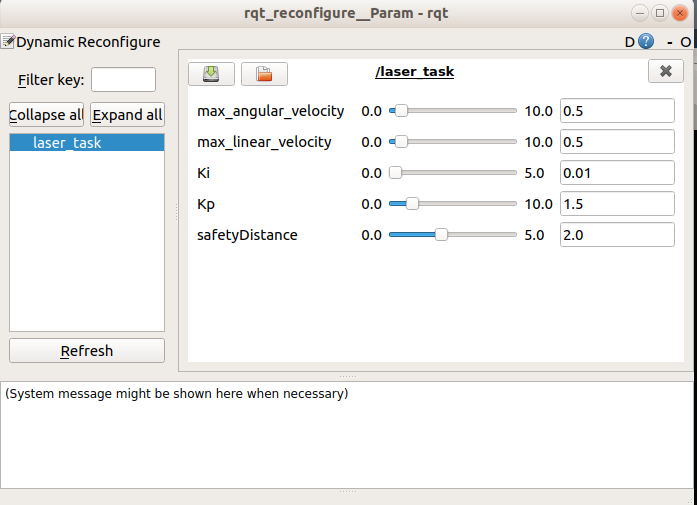 rqt_reconfigure__Param - rqt
Dynamic Reconfigure
D ? - O
Filter key:
Collapse all Expand all
laser_task
Refresh
/laser_task
max_angular_velocity 0.0 10.0 0.5
max_linear_velocity 0.0 10.0 0.5
Ki 0.0 5.0 0.01
Kp 0.0 10.0 1.5
safetyDistance 0.0 5.0 2.0
(System message might be shown here when necessary)